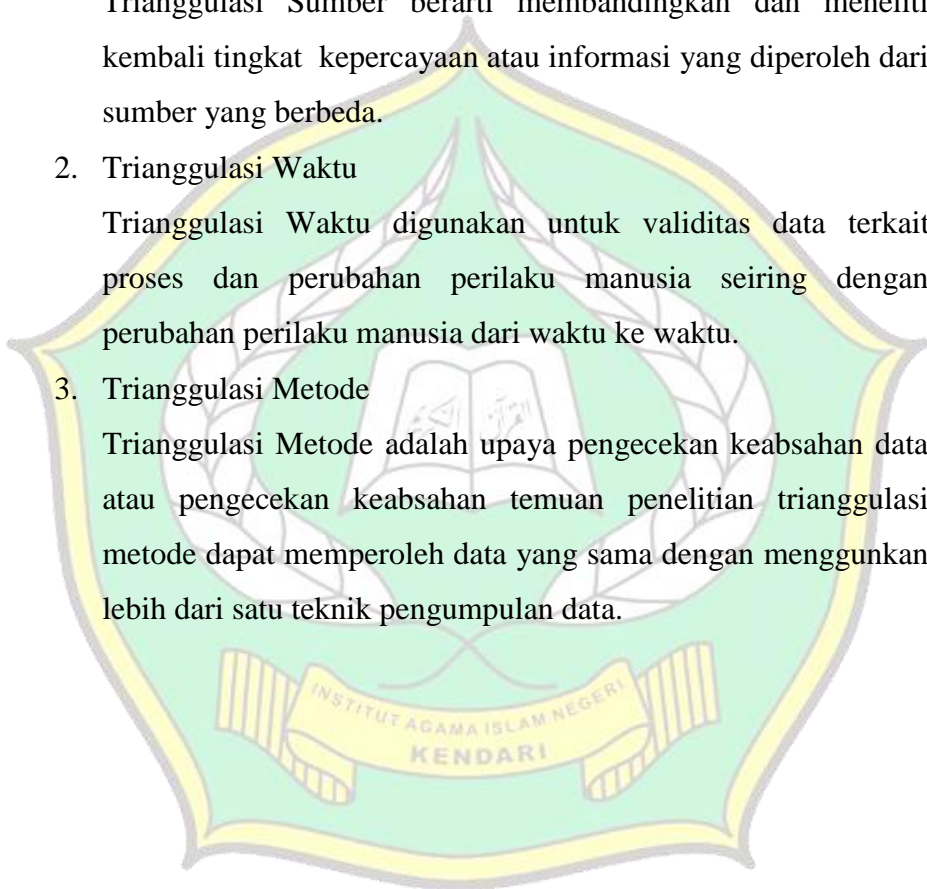 Trianggulasi Sumber berarti membandingkan dan meneliti
kembali tingkat kepercayaan atau informasi yang diperoleh dari
sumber yang berbeda.
2. Trianggulasi Waktu
Trianggulasi Waktu digunakan untuk validitas data terkait
proses dan perubahan perilaku manusia seiring dengan
perubahan perilaku manusia dari waktu ke waktu.
3. Trianggulasi Metode
Trianggulasi Metode adalah upaya pengecekan keabsahan data
atau pengecekan keabsahan temuan penelitian trianggulasi
metode dapat memperoleh data yang sama dengan menggunkan
lebih dari satu teknik pengumpulan data.
INSTITUT AGAMA ISLAM NEGERI
KENDARI